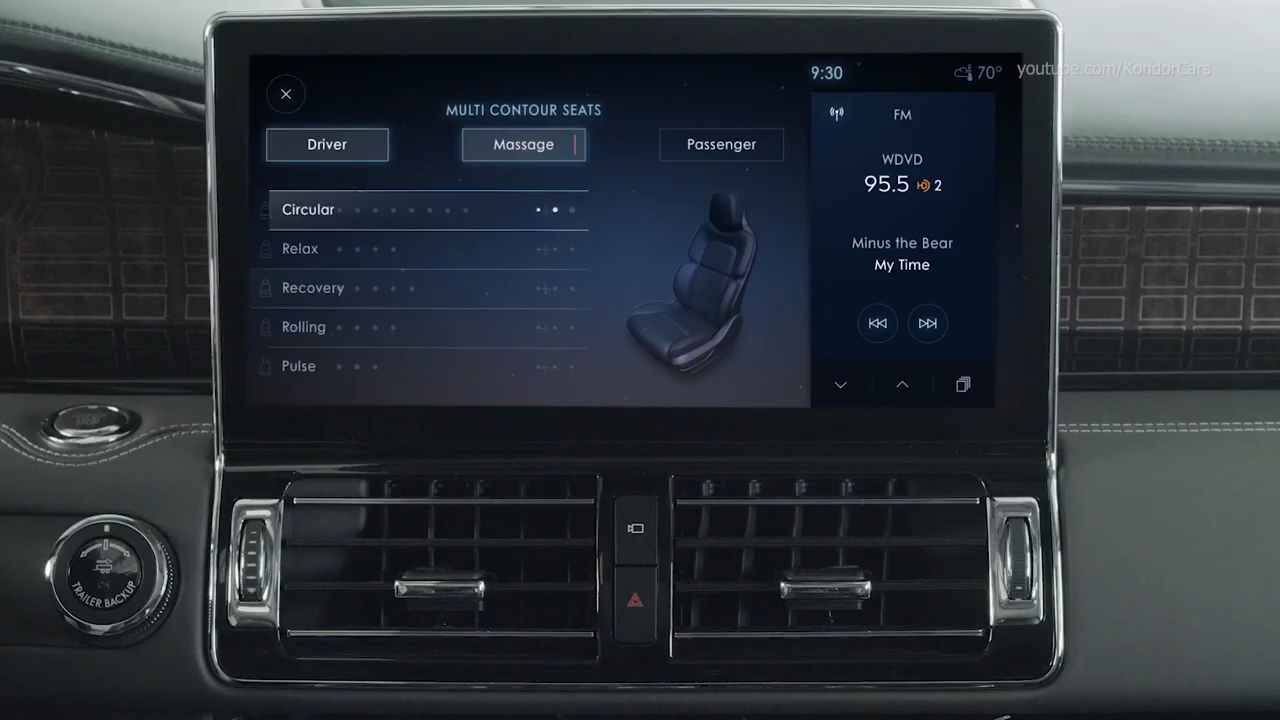 youtube.com/KondorCars
9:30
70°
MULTI CONTOUR SEATS
Driver
Massage
Passenger
Circular
Relax
Recovery
Rolling
Pulse
FM
WDVD
95.5 HD 2
Minus the Bear
My Time
TRAILER BACKUP